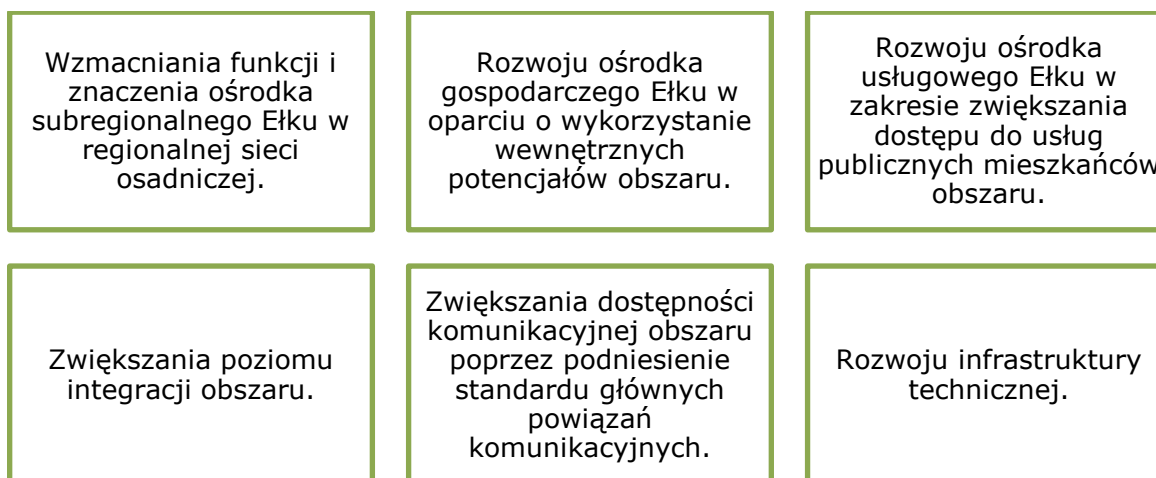 Wzmacniania funkcji i
znaczenia ośrodka
subregionalnego Ełku w
regionalnej sieci
osadniczej.
Rozwoju ośrodka
gospodarczego Ełku w
oparciu o wykorzystanie
wewnętrznych
potencjałów obszaru.
Rozwoju ośrodka
usługowego Ełku w
zakresie zwiększania
dostępu do usług
publicznych mieszkańców
obszaru.
Zwiększania poziomu
integracji obszaru.
Zwiększania dostępności
komunikacyjnej obszaru
poprzez podniesienie
standardu głównych
powiązań
komunikacyjnych.
Rozwoju infrastruktury
technicznej.